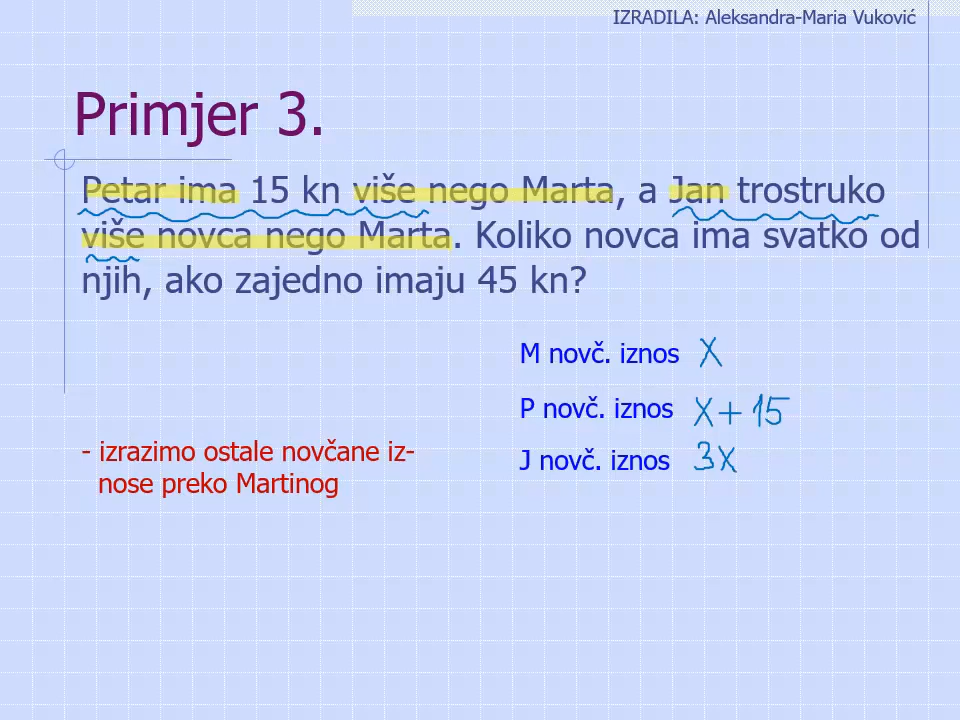 IZRADILA: Aleksandra-Maria Vuković
Primjer 3.
Petar ima 15 kn više nego Marta, a Jan trostruko
više novca nego Marta. Koliko novca ima svatko od
njih, ako zajedno imaju 45 kn?
M novč. iznos x
P novč. iznos x + 15
J novč. iznos 3x
- izrazimo ostale novčane iz-
nose preko Martinog